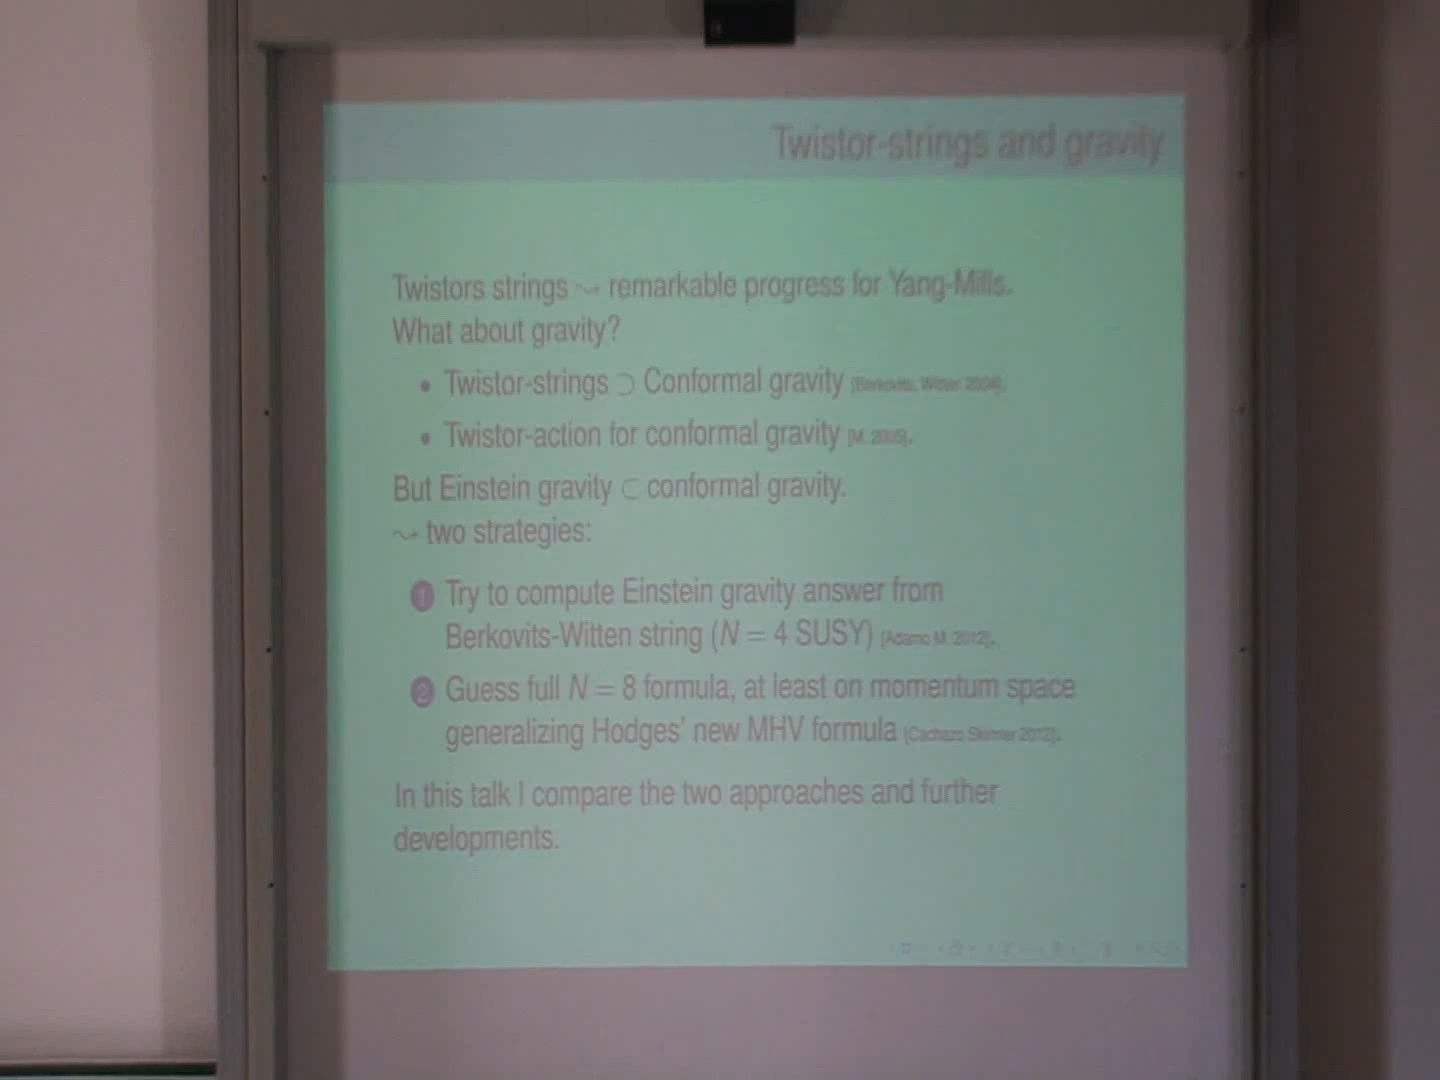 Twistor-strings and gravity
Twistors strings ⇝ remarkable progress for Yang-Mills.
What about gravity?
• Twistor-strings ⊃ Conformal gravity [Berkovits, Witten 2004].
• Twistor-action for conformal gravity [M. 2005].
But Einstein gravity ⊂ conformal gravity.
⇝ two strategies:
1 Try to compute Einstein gravity answer from
Berkovits-Witten string (N = 4 SUSY) [Adamo M. 2012].
2 Guess full N = 8 formula, at least on momentum space
generalizing Hodges' new MHV formula [Cachazo Skinner 2012].
In this talk I compare the two approaches and further
developments.